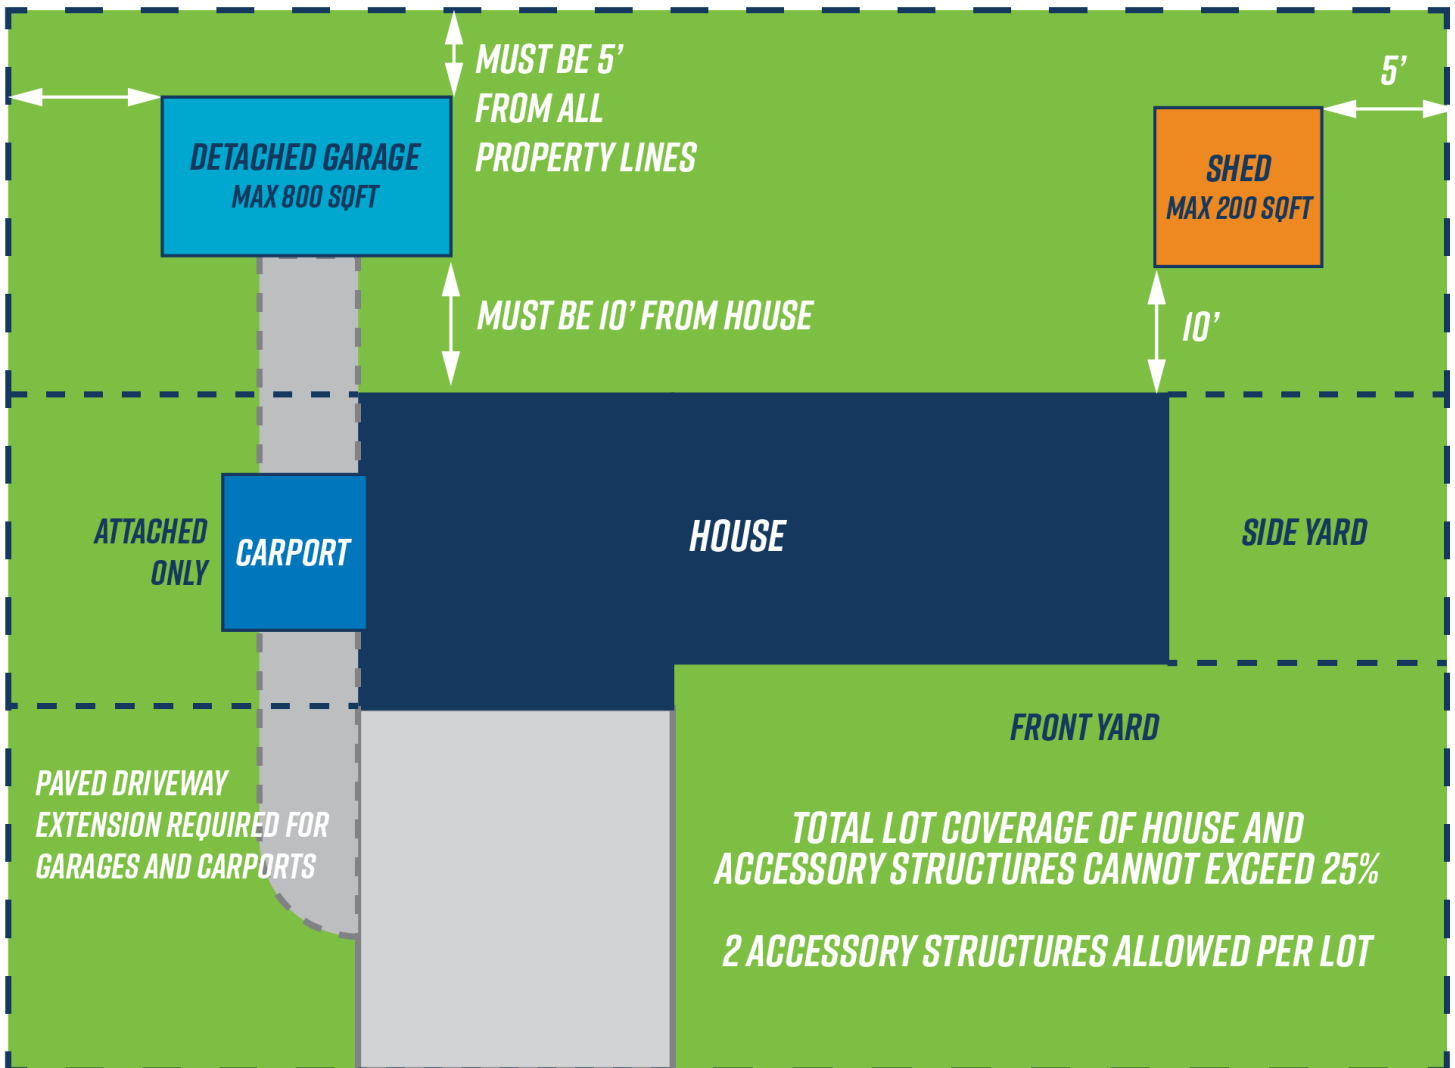 MUST BE 5'
FROM ALL
PROPERTY LINES
5'
DETACHED GARAGE
MAX 800 SQFT
SHED
MAX 200 SQFT
MUST BE 10' FROM HOUSE
10'
ATTACHED
ONLY
CARPORT
HOUSE
SIDE YARD
FRONT YARD
PAVED DRIVEWAY
EXTENSION REQUIRED FOR
GARAGES AND CARPORTS
TOTAL LOT COVERAGE OF HOUSE AND
ACCESSORY STRUCTURES CANNOT EXCEED 25%
2 ACCESSORY STRUCTURES ALLOWED PER LOT